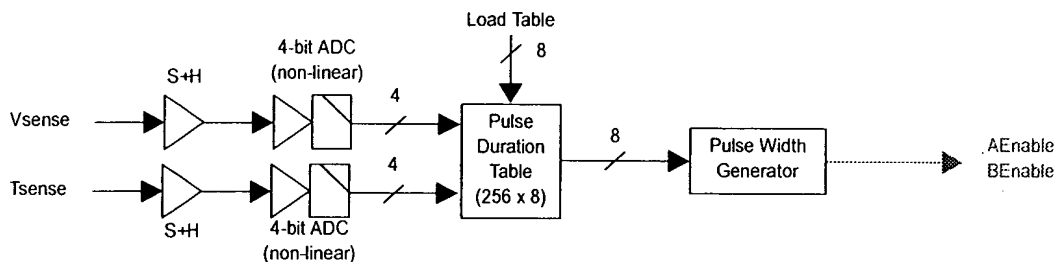 Load Table
8
4-bit ADC
(non-linear)
S+H
4
Vsense
Pulse
Duration
Table
(256 x 8)
8
Pulse Width
Generator
AEnable
BEnable
Tsense
4
S+H
4-bit ADC
(non-linear)